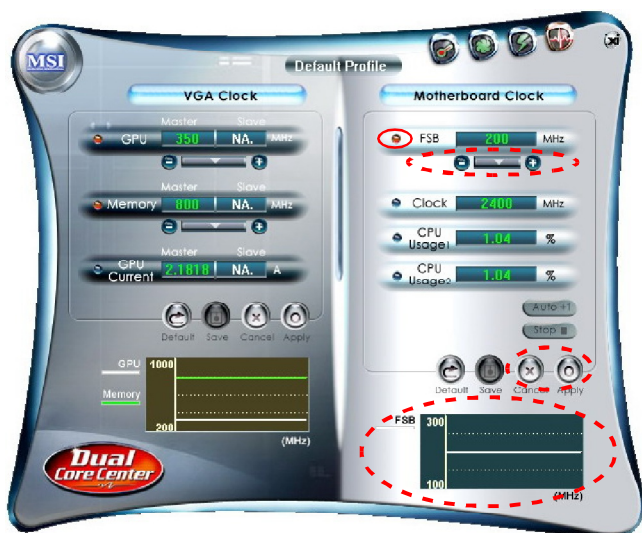 MSI
Default Profile
VGA Clock
Master Slave
GPU 350 NA. MHz
Master Slave
Memory 800 NA. MHz
Master Slave
GPU Current 2.1818 NA. A
Default Save Cancel Apply
GPU
Memory
1000
200
(MHz)
Dual
Core Center
Motherboard Clock
FSB 200 MHz
Clock 2400 MHz
CPU Usage1 1.04 %
CPU Usage2 1.04 %
Auto +1
Stop
Default Save Cancel Apply
FSB
300
100
(MHz)